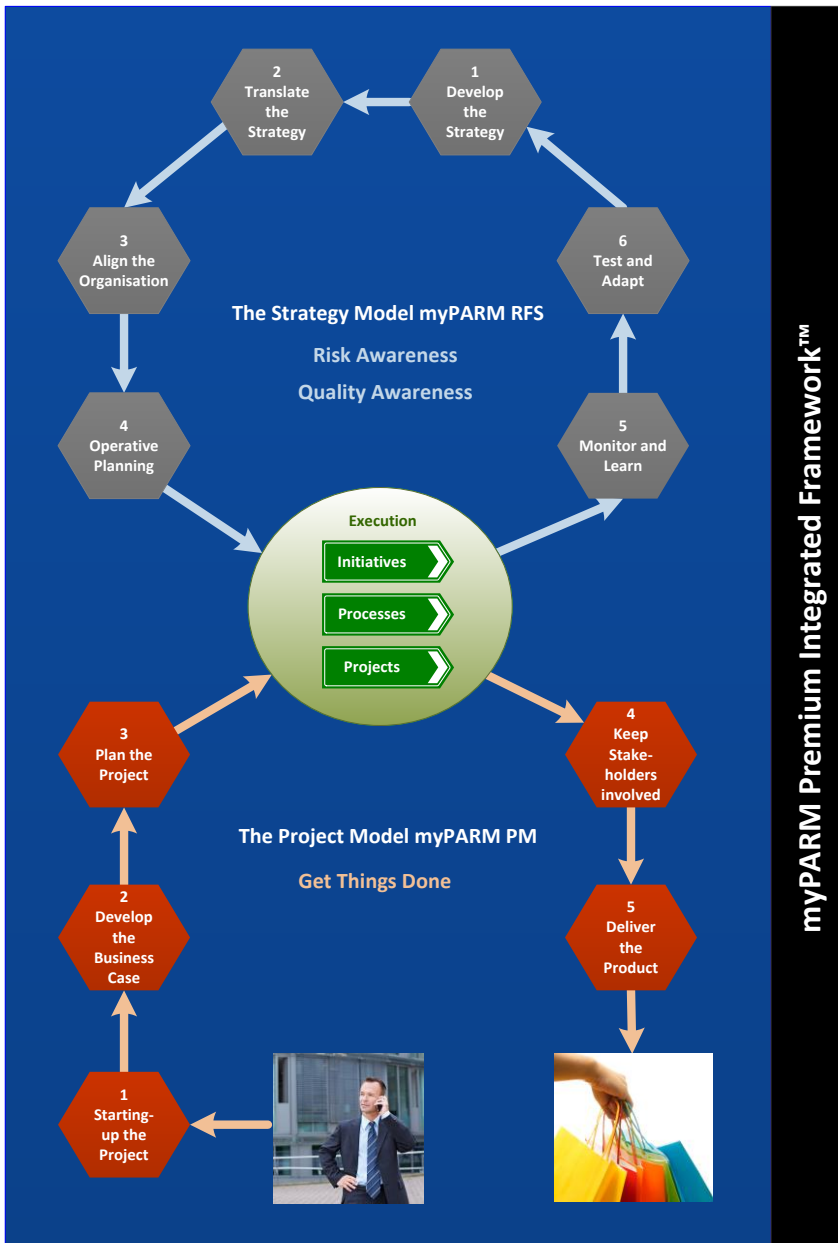 2
Translate
the
Strategy
1
Develop
the
Strategy
3
Align the
Organisation
6
Test and
Adapt
The Strategy Model myPARM RFS
Risk Awareness
Quality Awareness
4
Operative
Planning
5
Monitor and
Learn
Execution
Initiatives
Processes
Projects
3
Plan the
Project
4
Keep
Stake-
holders
involved
The Project Model myPARM PM
Get Things Done
2
Develop
the
Business
Case
5
Deliver
the
Product
1
Starting-
up the
Project
myPARM Premium Integrated Framework™